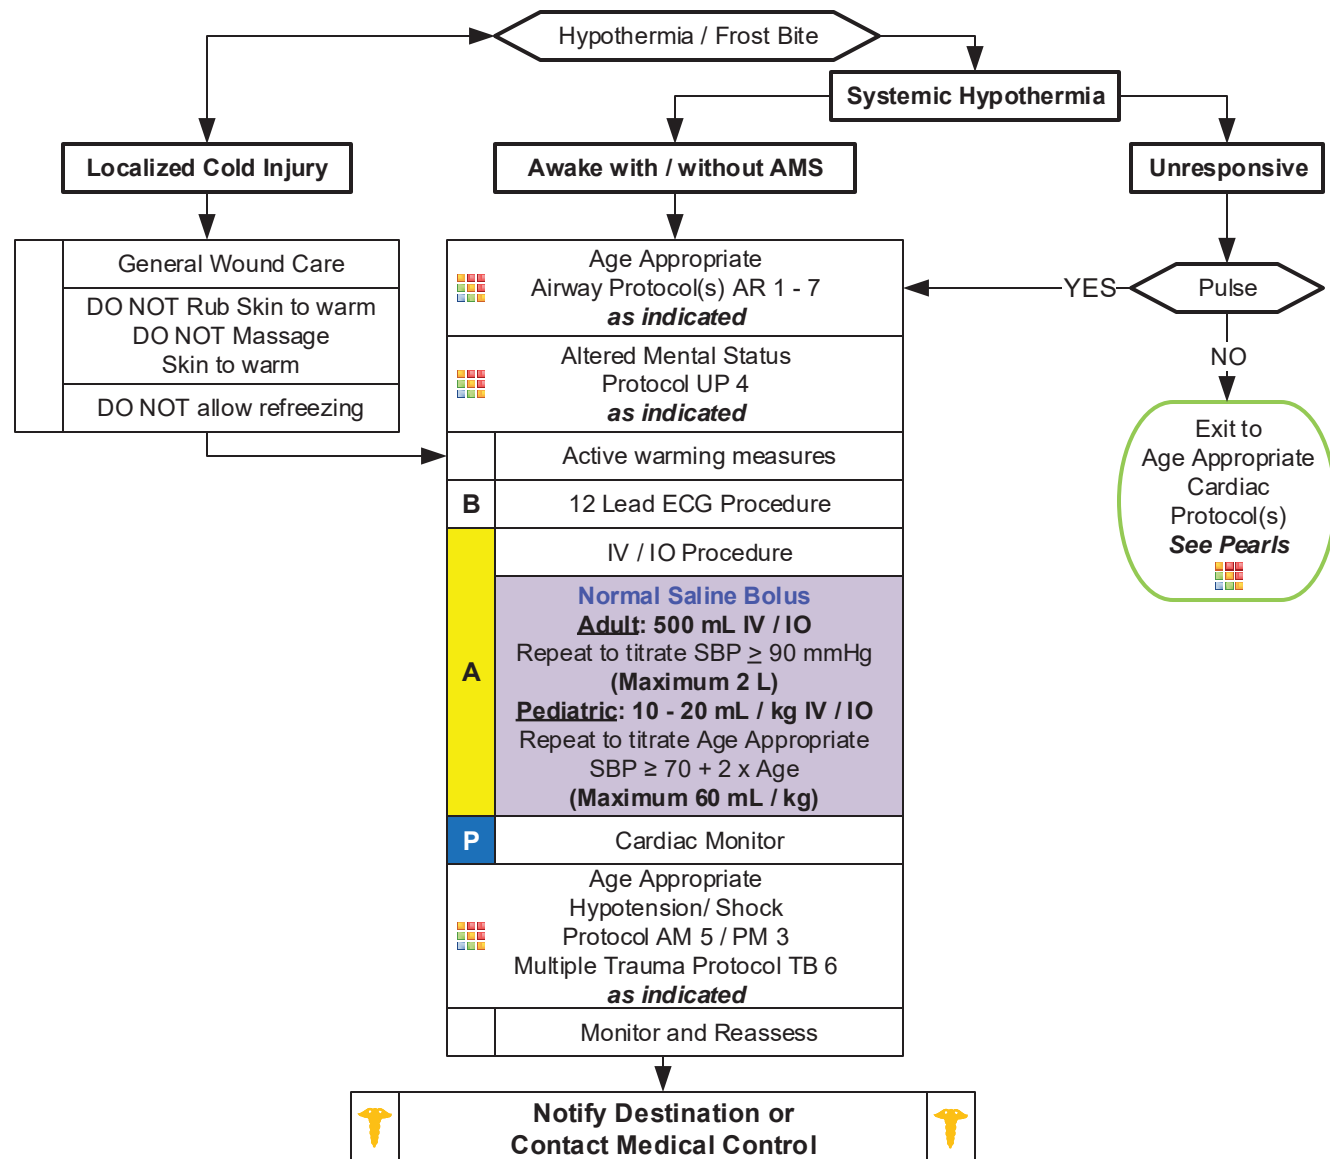 Hypothermia / Frost Bite
Systemic Hypothermia
Localized Cold Injury
Awake with / without AMS
Unresponsive
General Wound Care
DO NOT Rub Skin to warm
DO NOT Massage
Skin to warm
DO NOT allow refreezing
Age Appropriate
Airway Protocol(s) AR 1 - 7
as indicated
YES
Pulse
NO
Altered Mental Status
Protocol UP 4
as indicated
Exit to
Age Appropriate
Cardiac
Protocol(s)
See Pearls
Active warming measures
B
12 Lead ECG Procedure
A
IV / IO Procedure
Normal Saline Bolus
Adult: 500 mL IV / IO
Repeat to titrate SBP ≥ 90 mmHg
(Maximum 2 L)
Pediatric: 10 - 20 mL / kg IV / IO
Repeat to titrate Age Appropriate
SBP ≥ 70 + 2 x Age
(Maximum 60 mL / kg)
P
Cardiac Monitor
Age Appropriate
Hypotension/ Shock
Protocol AM 5 / PM 3
Multiple Trauma Protocol TB 6
as indicated
Monitor and Reassess
Notify Destination or
Contact Medical Control